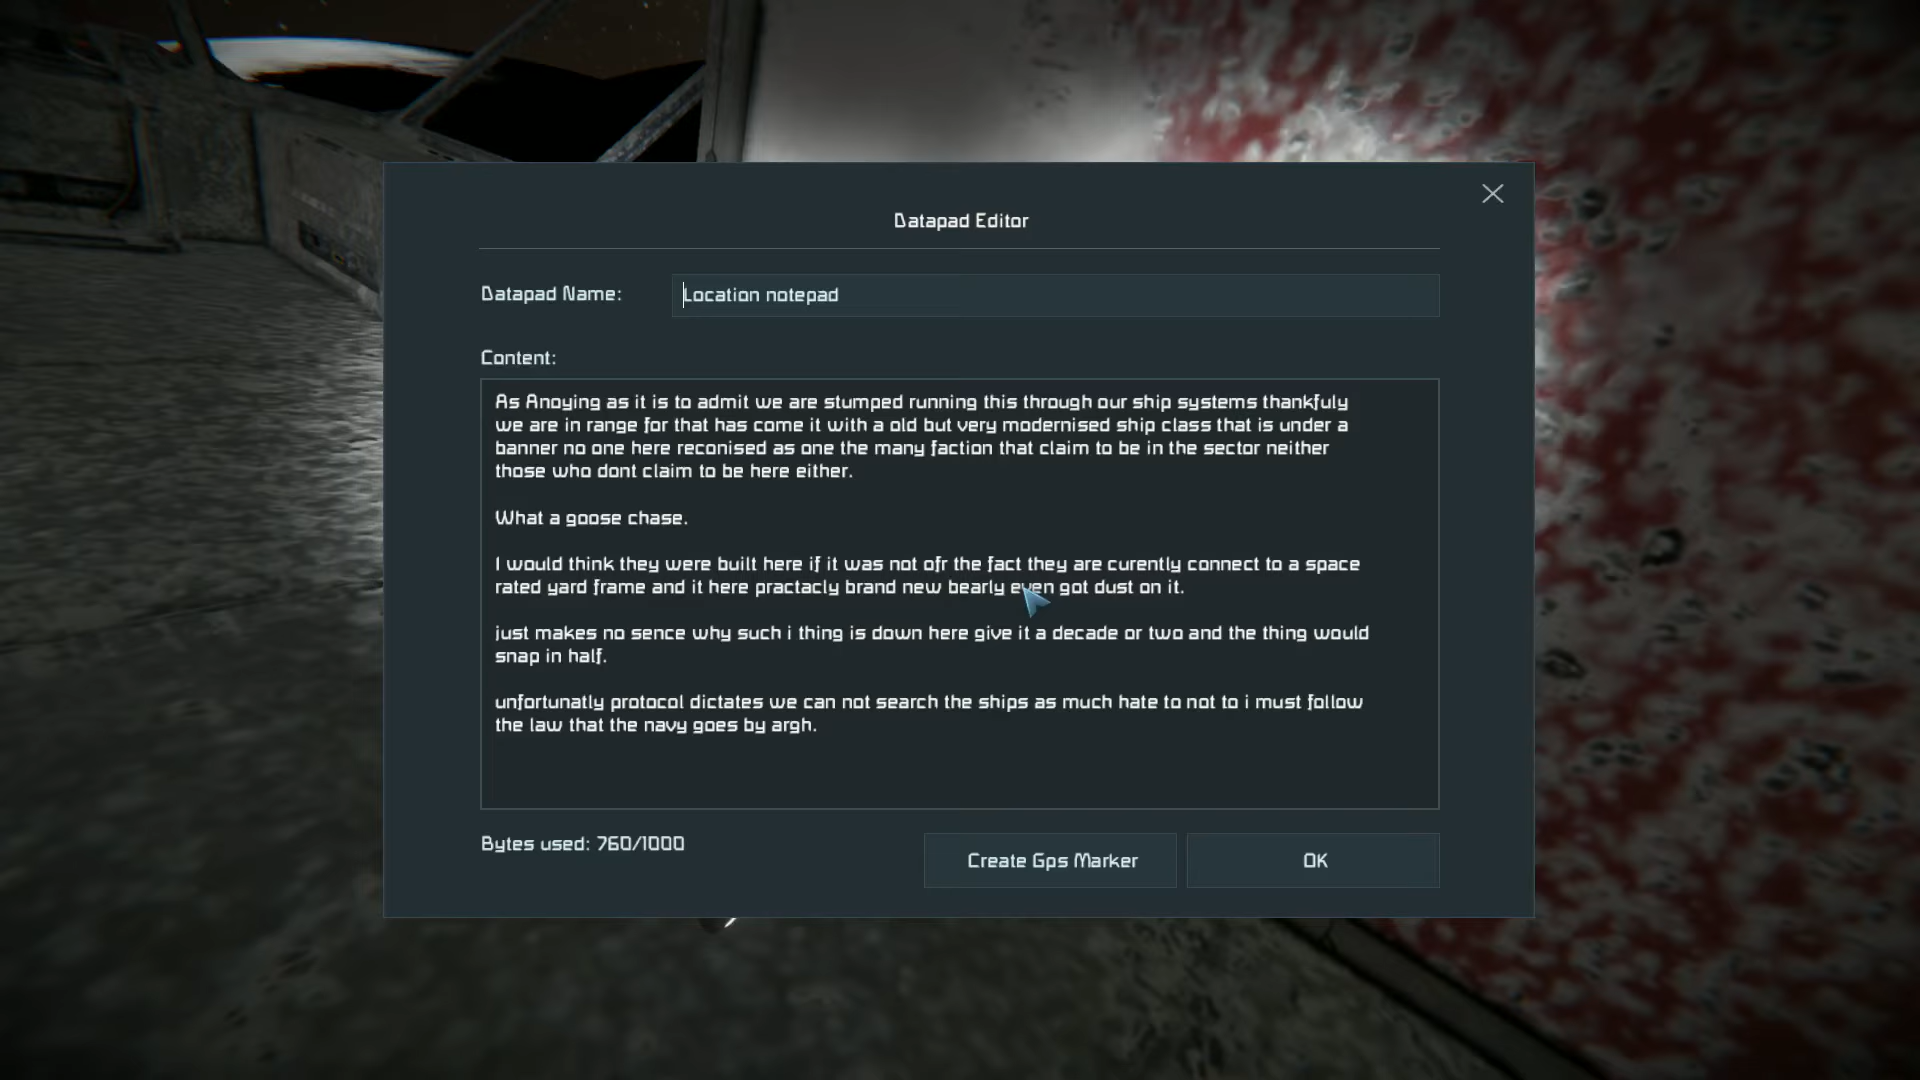 Datapad Editor
Datapad Name:
Location notepad
Content:
As Anoying as it is to admit we are stumped running this through our ship systems thankfuly
we are in range for that has come it with a old but very modernised ship class that is under a
banner no one here reconised as one the many faction that claim to be in the sector neither
those who dont claim to be here either.
What a goose chase.
I would think they were built here if it was not ofr the fact they are curently connect to a space
rated yard frame and it here practacly brand new bearly even got dust on it.
just makes no sence why such i thing is down here give it a decade or two and the thing would
snap in half.
unfortunatly protocol dictates we can not search the ships as much hate to not to i must follow
the law that the navy goes by argh.
Bytes used: 760/1000
Create Gps Marker
OK